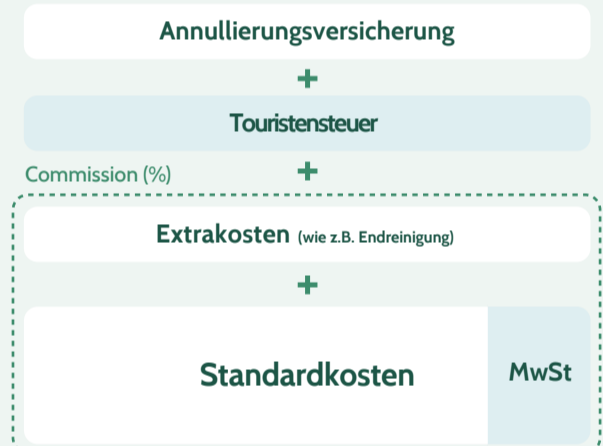 Annullierungsversicherung
+
Touristensteuer
Commission (%)
+
Extrakosten (wie z.B. Endreinigung)
+
Standardkosten
MwSt